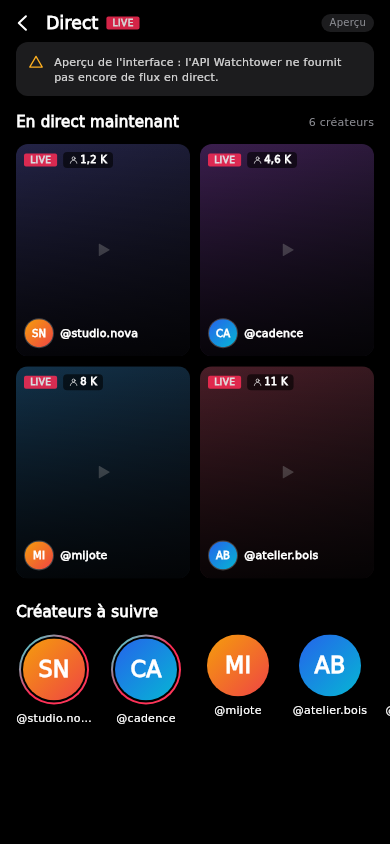 Direct LIVE Aperçu
Aperçu de l'interface : l'API Watchtower ne fournit
pas encore de flux en direct.
En direct maintenant 6 créateurs
LIVE 1,2 K
LIVE 4,6 K
SN @studio.nova
CA @cadence
LIVE 8 K
LIVE 11 K
MI @mijote
AB @atelier.bois
Créateurs à suivre
SN CA MI AB
@studio.no... @cadence @mijote @atelier.bois @